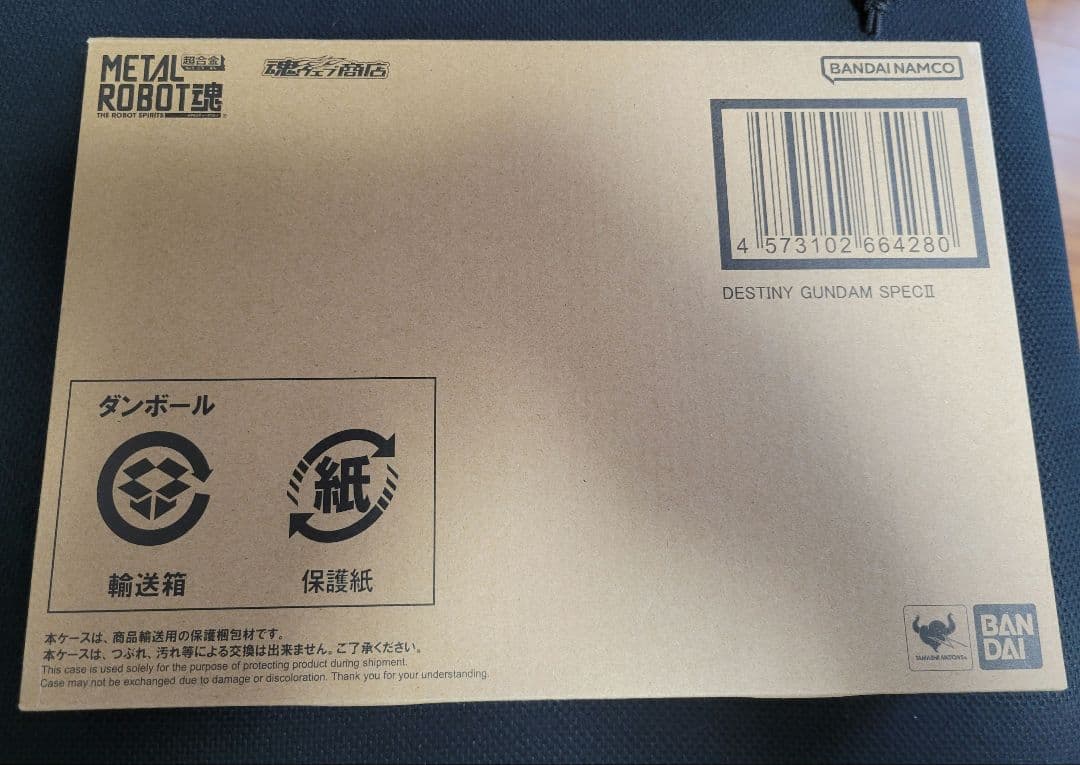 METAL 超合金
ROBOT魂
THE ROBOT SPIRITS
魂ウェブ商店
BANDAI NAMCO
4 573102 664280
DESTINY GUNDAM SPECⅡ
ダンボール
紙
輸送箱
保護紙
本ケースは、商品輸送用の保護梱包材です。
本ケースは、つぶれ、汚れ等による交換は出来ません。ご了承ください。
This case is used solely for the purpose of protecting product during shipment.
Case may not be exchanged due to damage or discoloration. Thank you for your understanding.
TAMASHII NATIONS
BAN
DAI